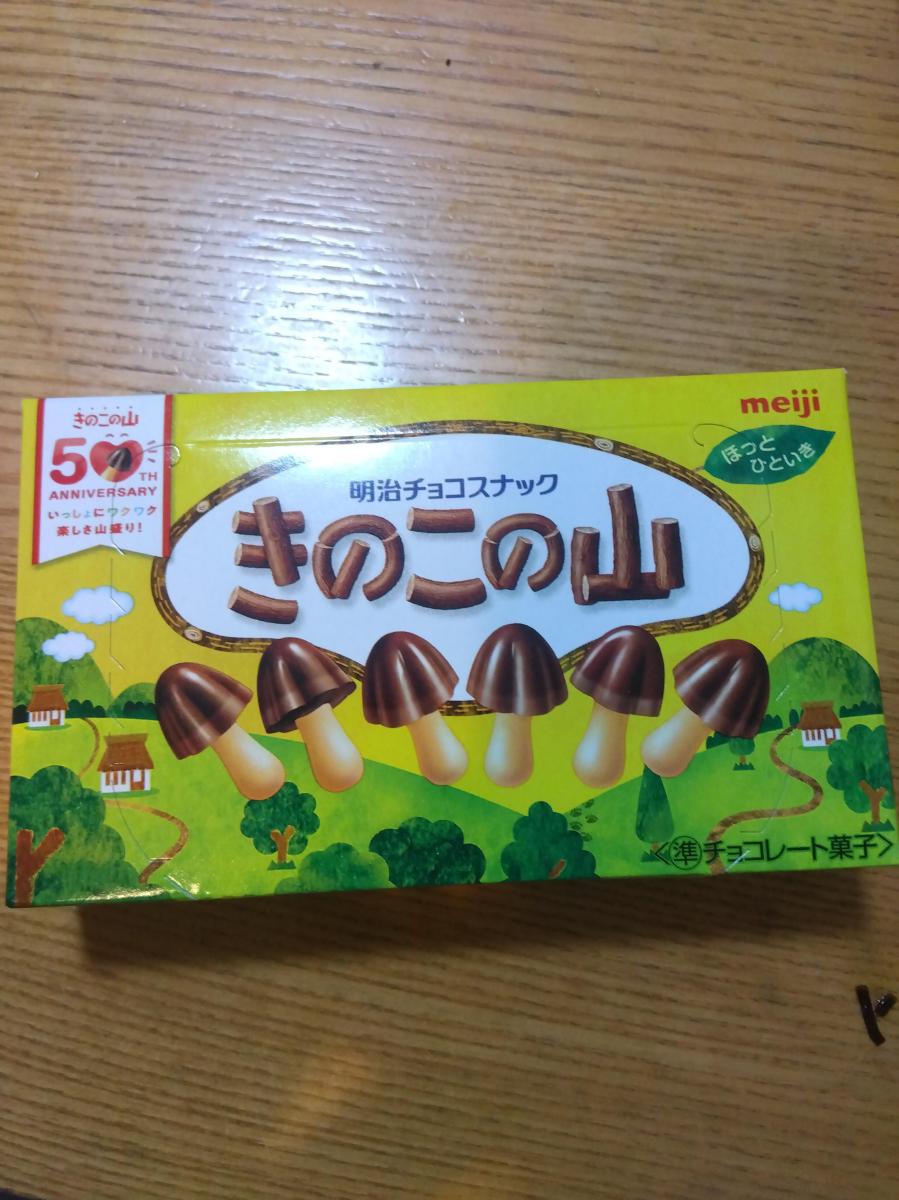 きのこの山
50TH
ANNIVERSARY
いっしょにワクワク
楽しさ山盛り!
meiji
ほっと
ひといき
明治チョコスナック
きのこの山
<準チョコレート菓子>